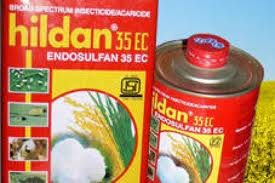 BROAD SPECTRUM INSECTICIDE/ACARICIDE
hildan 35 EC
ENDOSULFAN 35 EC
hildan 35 EC
ENDOSULFAN 35 EC